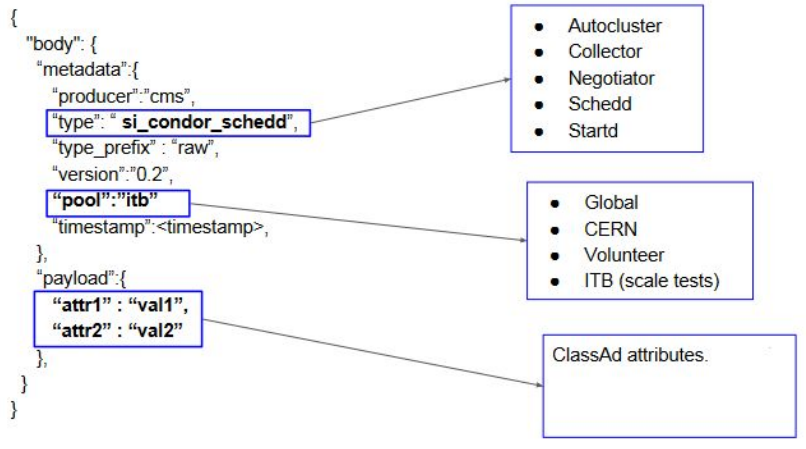 {
"body": {
“metadata”:{
“producer”:”cms”,
“type”: “ si_condor_schedd”,
“type_prefix” : “raw”,
“version”:”0.2”,
“pool”:”itb”
“timestamp”:<timestamp>,
},
“payload”:{
“attr1” : “val1”,
“attr2” : “val2”
},
}
}
● Autocluster
● Collector
● Negotiator
● Schedd
● Startd
● Global
● CERN
● Volunteer
● ITB (scale tests)
ClassAd attributes.